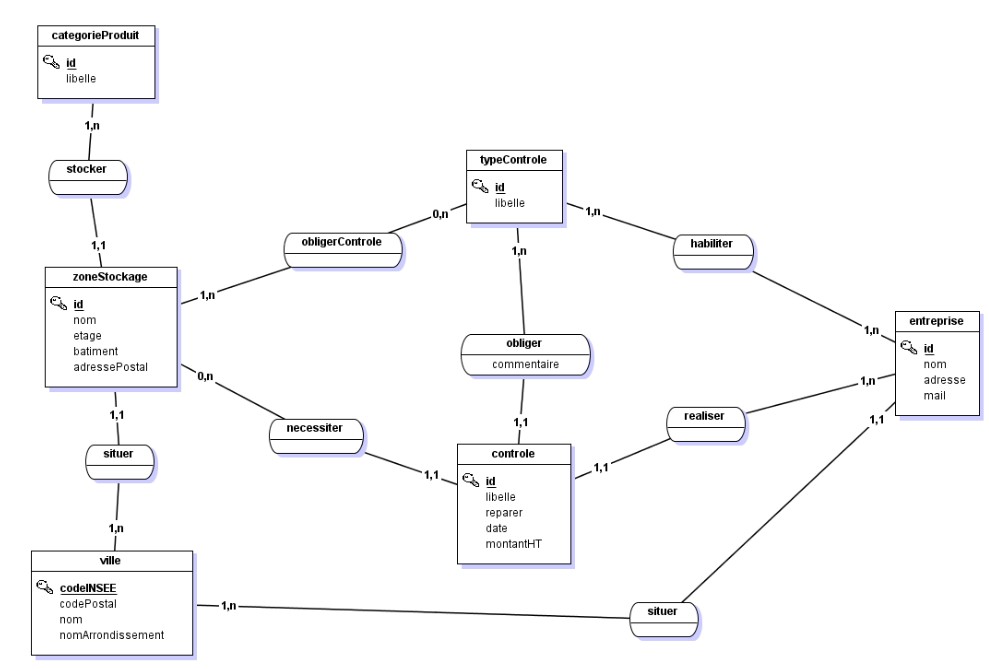 categorieProduit
id
libelle
1,n
stocker
1,1
zoneStockage
id
nom
etage
batiment
adressePostal
1,n
obligerControle
0,n
typeControle
id
libelle
1,n
habiliter
1,n
entreprise
id
nom
adresse
mail
1,n
obliger
commentaire
1,1
0,n
necessiter
1,1
controle
id
libelle
reparer
date
montantHT
1,1
realiser
1,n
1,1
situer
1,n
ville
codeINSEE
codePostal
nom
nomArrondissement
1,n
situer
1,1